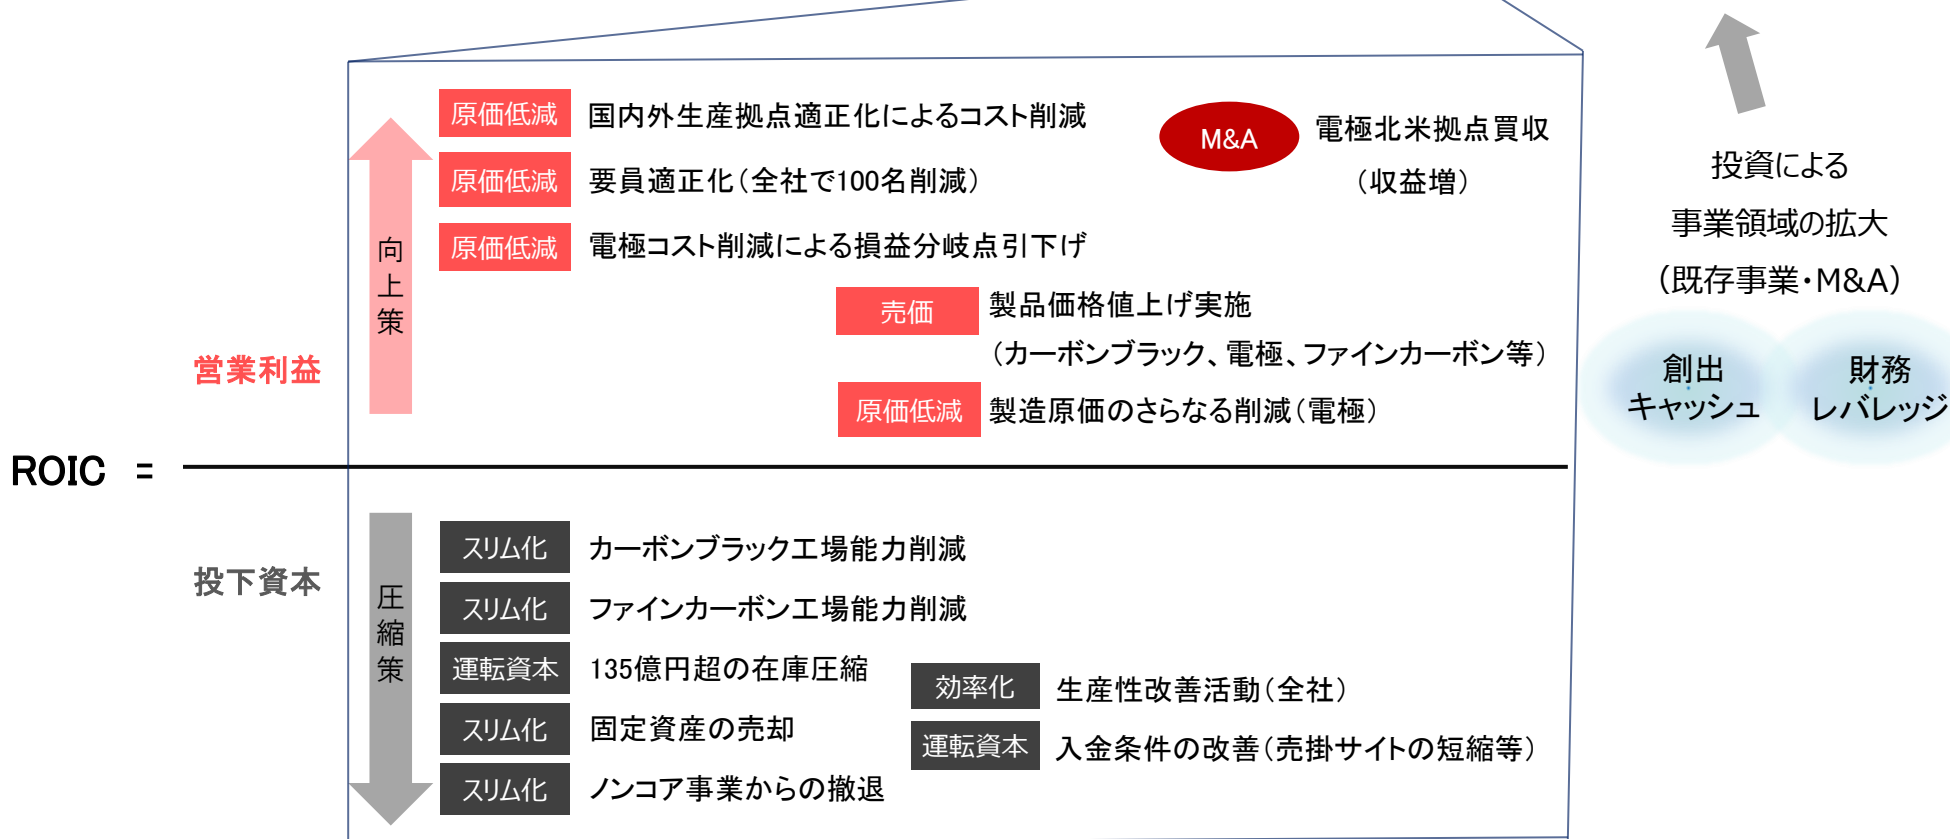 原価低減 国内外生産拠点適正化によるコスト削減
原価低減 要員適正化(全社で100名削減)
原価低減 電極コスト削減による損益分岐点引下げ
M&A 電極北米拠点買収
(収益増)
売価 製品価格値上げ実施
(カーボンブラック、電極、ファインカーボン等)
原価低減 製造原価のさらなる削減(電極)
向上策
営業利益
ROIC =
投下資本
圧縮策
スリム化 カーボンブラック工場能力削減
スリム化 ファインカーボン工場能力削減
運転資本 135億円超の在庫圧縮
スリム化 固定資産の売却
スリム化 ノンコア事業からの撤退
効率化 生産性改善活動(全社)
運転資本 入金条件の改善(売掛サイトの短縮等)
投資による
事業領域の拡大
(既存事業・M&A)
創出
キャッシュ
財務
レバレッジ